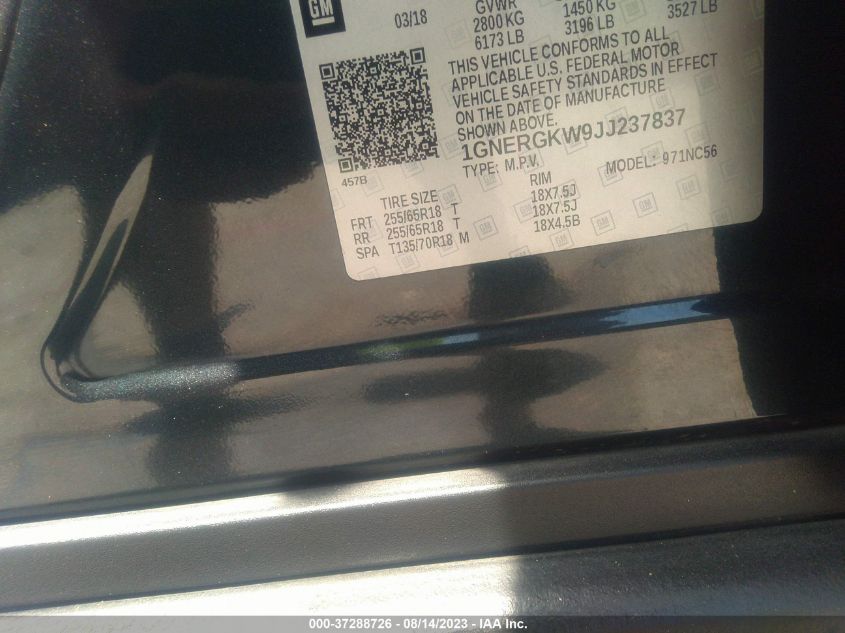 GM
03/18
GVWR
2800 KG 1450 KG
6173 LB 3196 LB 3527 LB
THIS VEHICLE CONFORMS TO ALL
APPLICABLE U.S. FEDERAL MOTOR
VEHICLE SAFETY STANDARDS IN EFFECT
ON THE DATE OF MANUFACTURE
SHOWN ABOVE.
1GNERGKW9JJ237837
TYPE: M.P.V. MODEL: 971NC56
457B
TIRE SIZE RIM
FRT 255/65R18 T 18X7.5J
RR 255/65R18 T 18X7.5J
SPA T135/70R18 M 18X4.5B
000-37288726 - 08/14/2023 - IAA Inc.